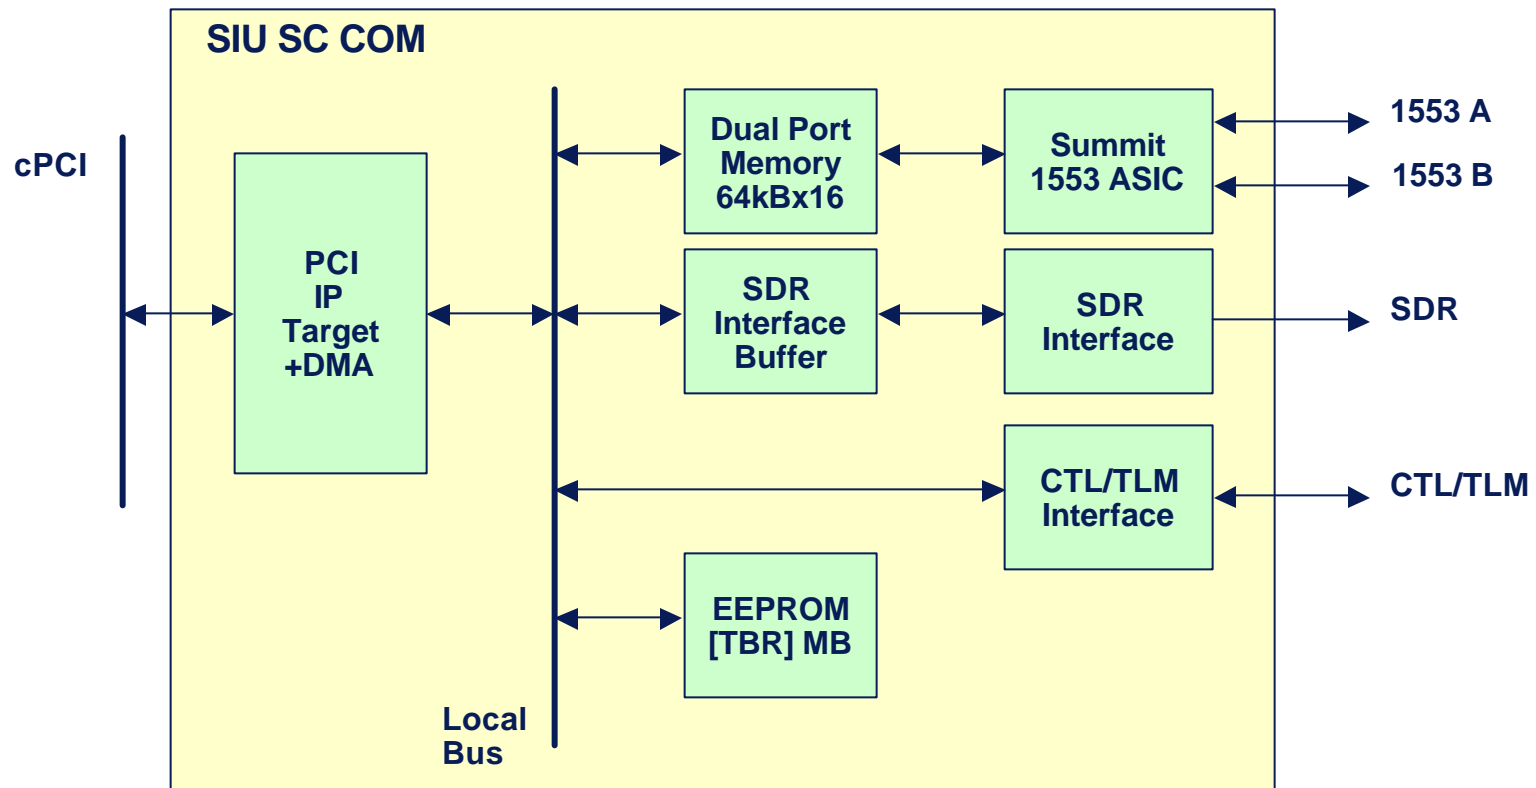 SIU SC COM
cPCI
PCI
IP
Target
+DMA
Local
Bus
Dual Port
Memory
64kBx16
Summit
1553 ASIC
1553 A
1553 B
SDR
Interface
Buffer
SDR
Interface
SDR
CTL/TLM
Interface
CTL/TLM
EEPROM
[TBR] MB